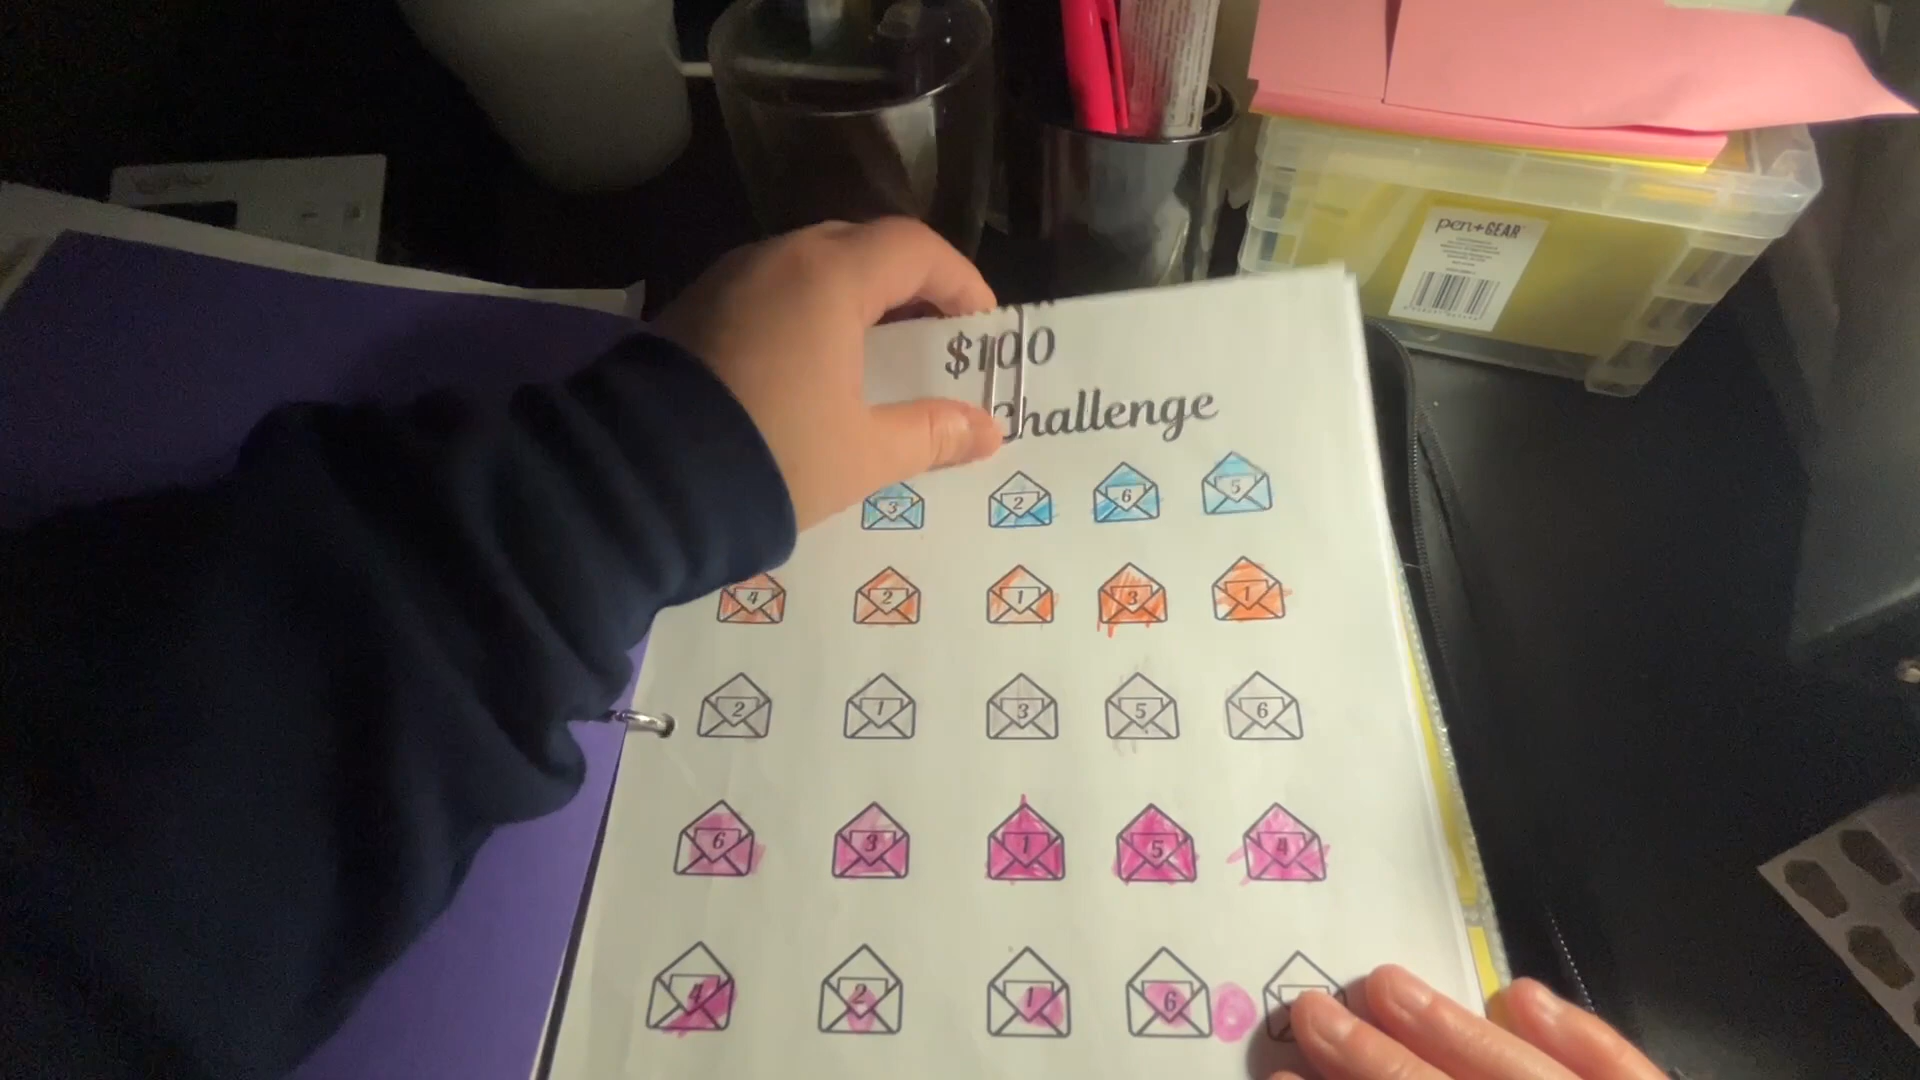 pen+GEAR
$100
Challenge
3 2 6 5
4 2 1 3 1
2 1 3 5 6
6 3 1 5 4
4 2 1 6